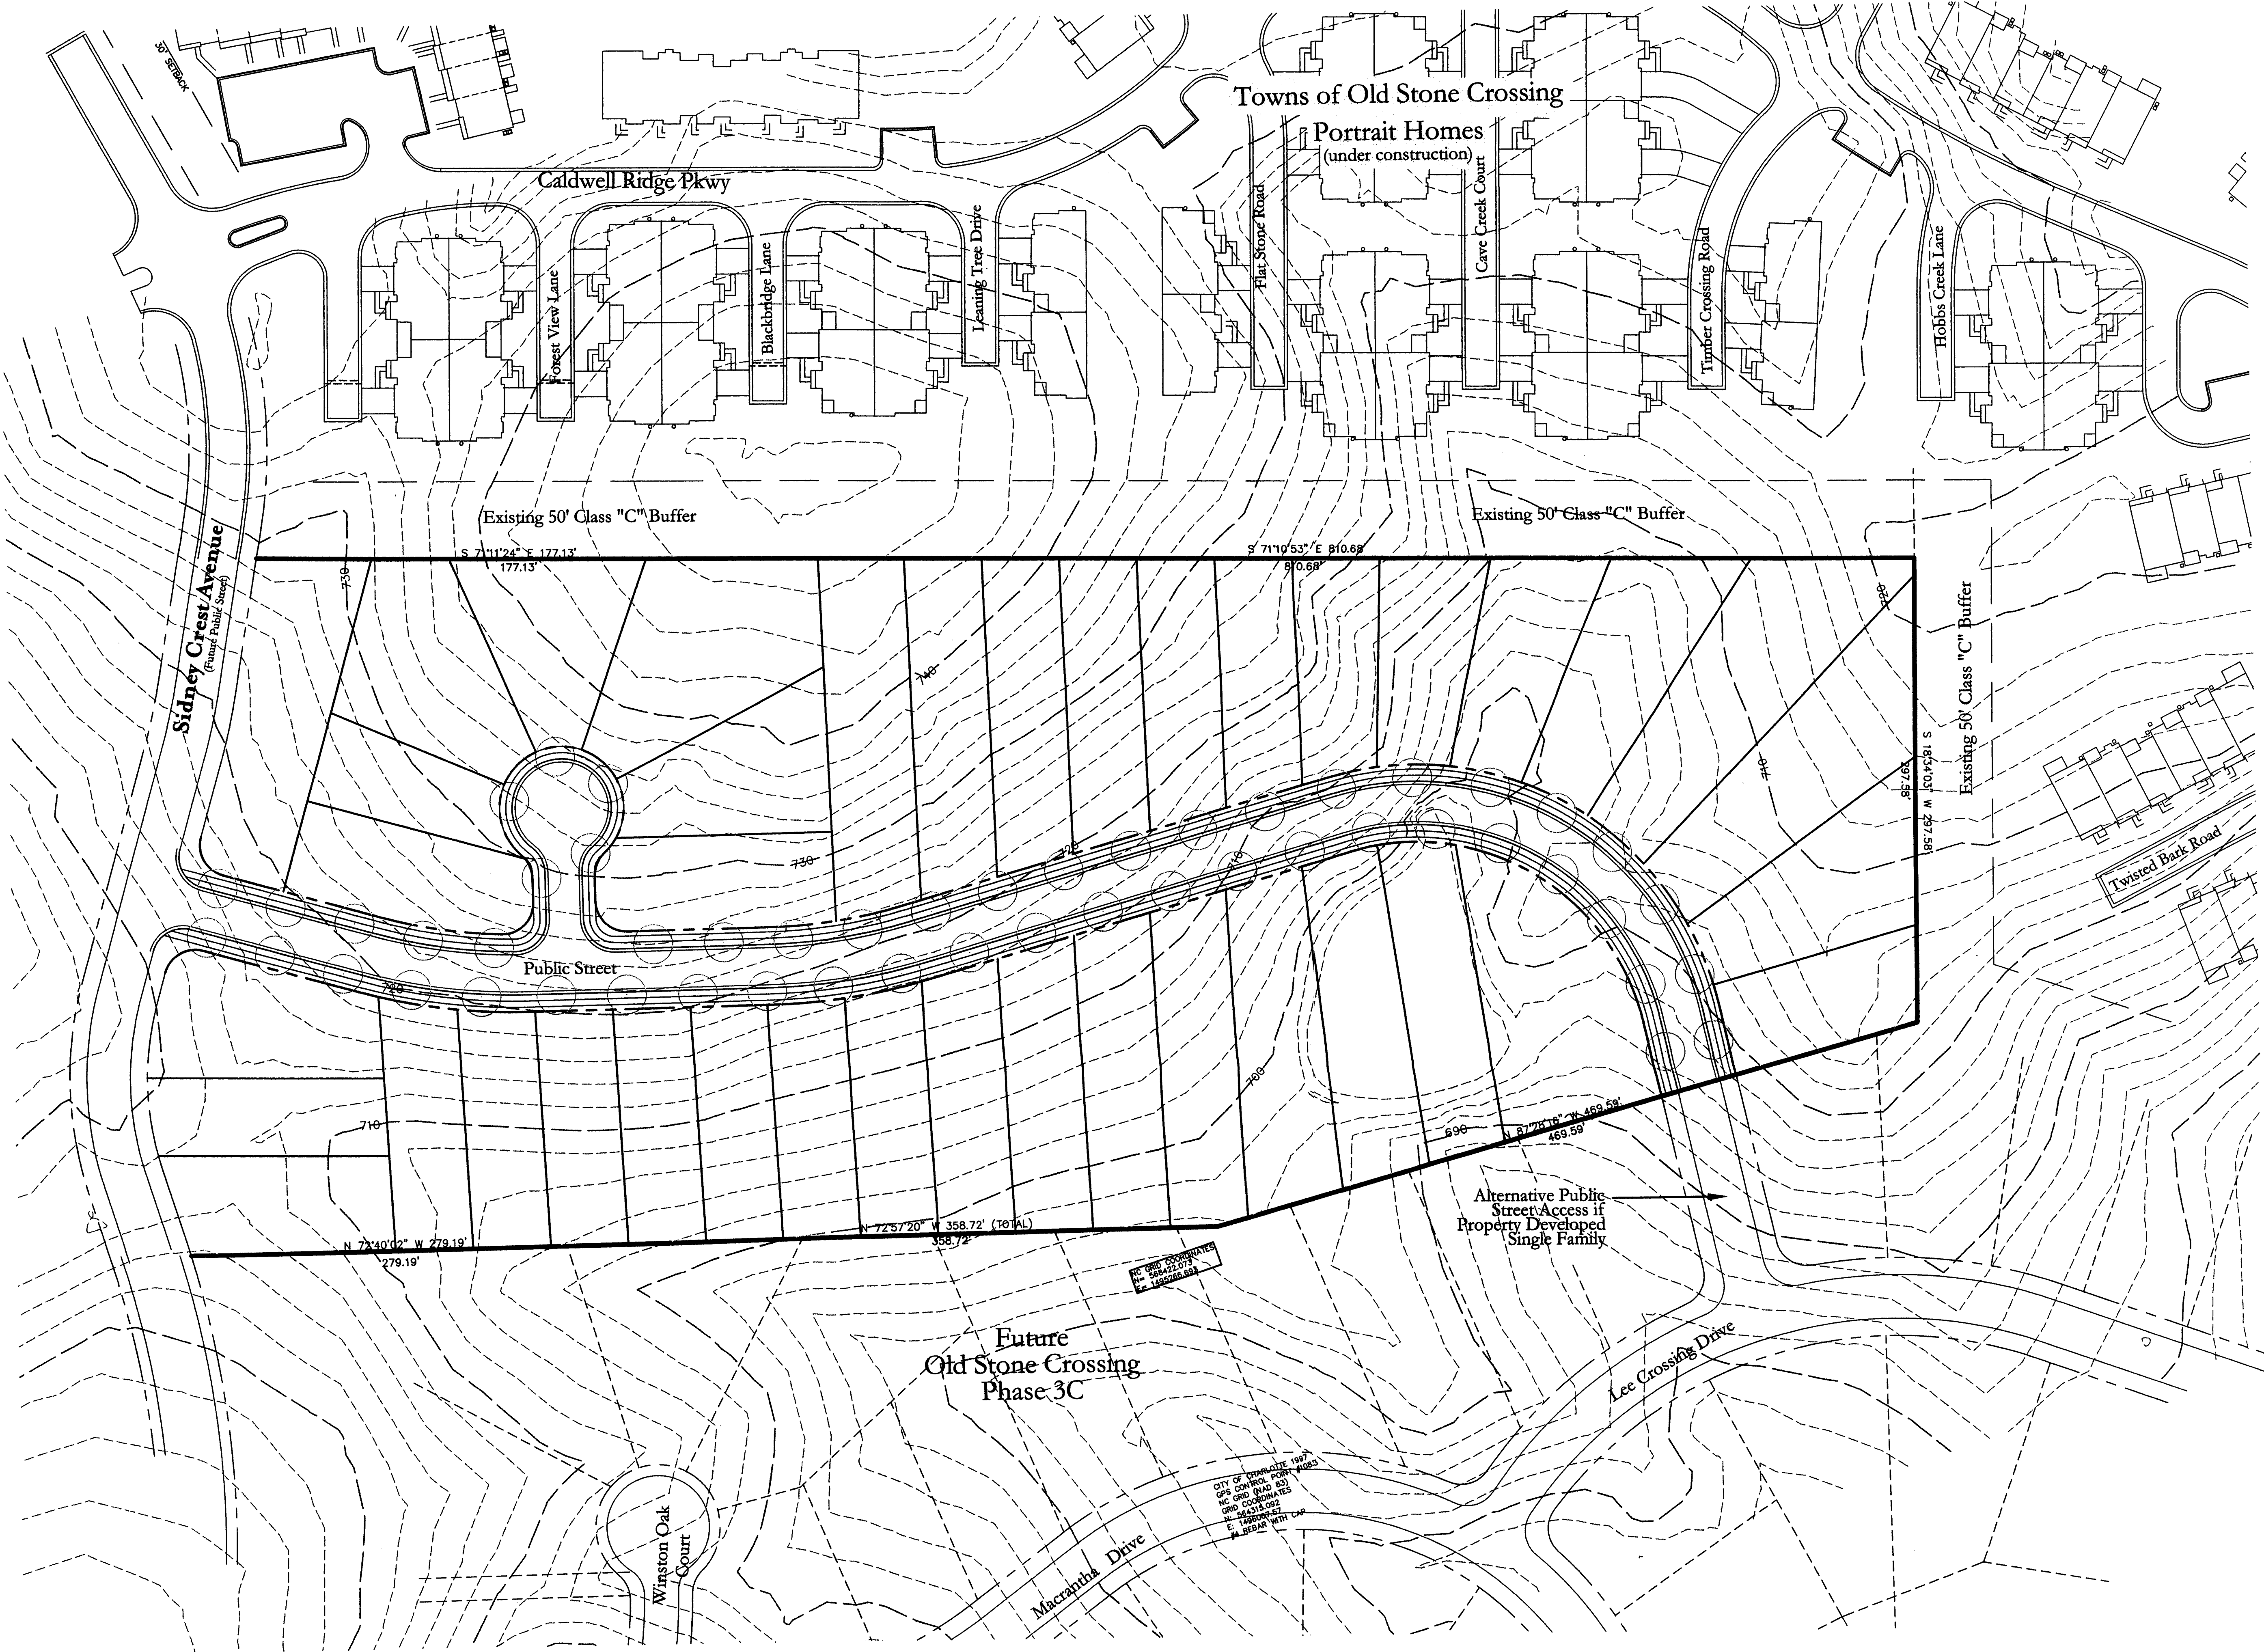 30' SETBACK
Towns of Old Stone Crossing
Portrait Homes
(under construction)
Caldwell Ridge Pkwy
Forest View Lane
Blackbridge Lane
Leaning Tree Drive
Flat Stone Road
Cave Creek Court
Timber Crossing Road
Hobbs Creek Lane
Existing 50' Class "C" Buffer
Existing 50' Class "C" Buffer
S 71°11'24" E 177.13'
177.13'
S 71°10'53" E 810.68'
810.68'
Sidney Crest Avenue
(Future Public Street)
730
740
730
720
710
720
710
Existing 50' Class "C" Buffer
S 18°34'03" W 297.58'
297.58'
Twisted Bark Road
Public Street
720
710
700
690
N 87°28'16" W 469.59'
469.59'
Alternative Public
Street Access if
Property Developed
Single Family
N 72°40'02" W 279.19'
279.19'
N 72°57'20" W 358.72' (TOTAL)
358.72'
NC GRID COORDINATES
N= 566422.073
Future
Old Stone Crossing
Phase 3C
Lee Crossing Drive
CITY OF CHARLOTTE 1997
GPS CONTROL POINT
NC GRID (NAD 83)
GRID COORDINATES
N: 564315.092
#4 REBAR WITH CAP
Winston Oak
Court
Macrantha Drive